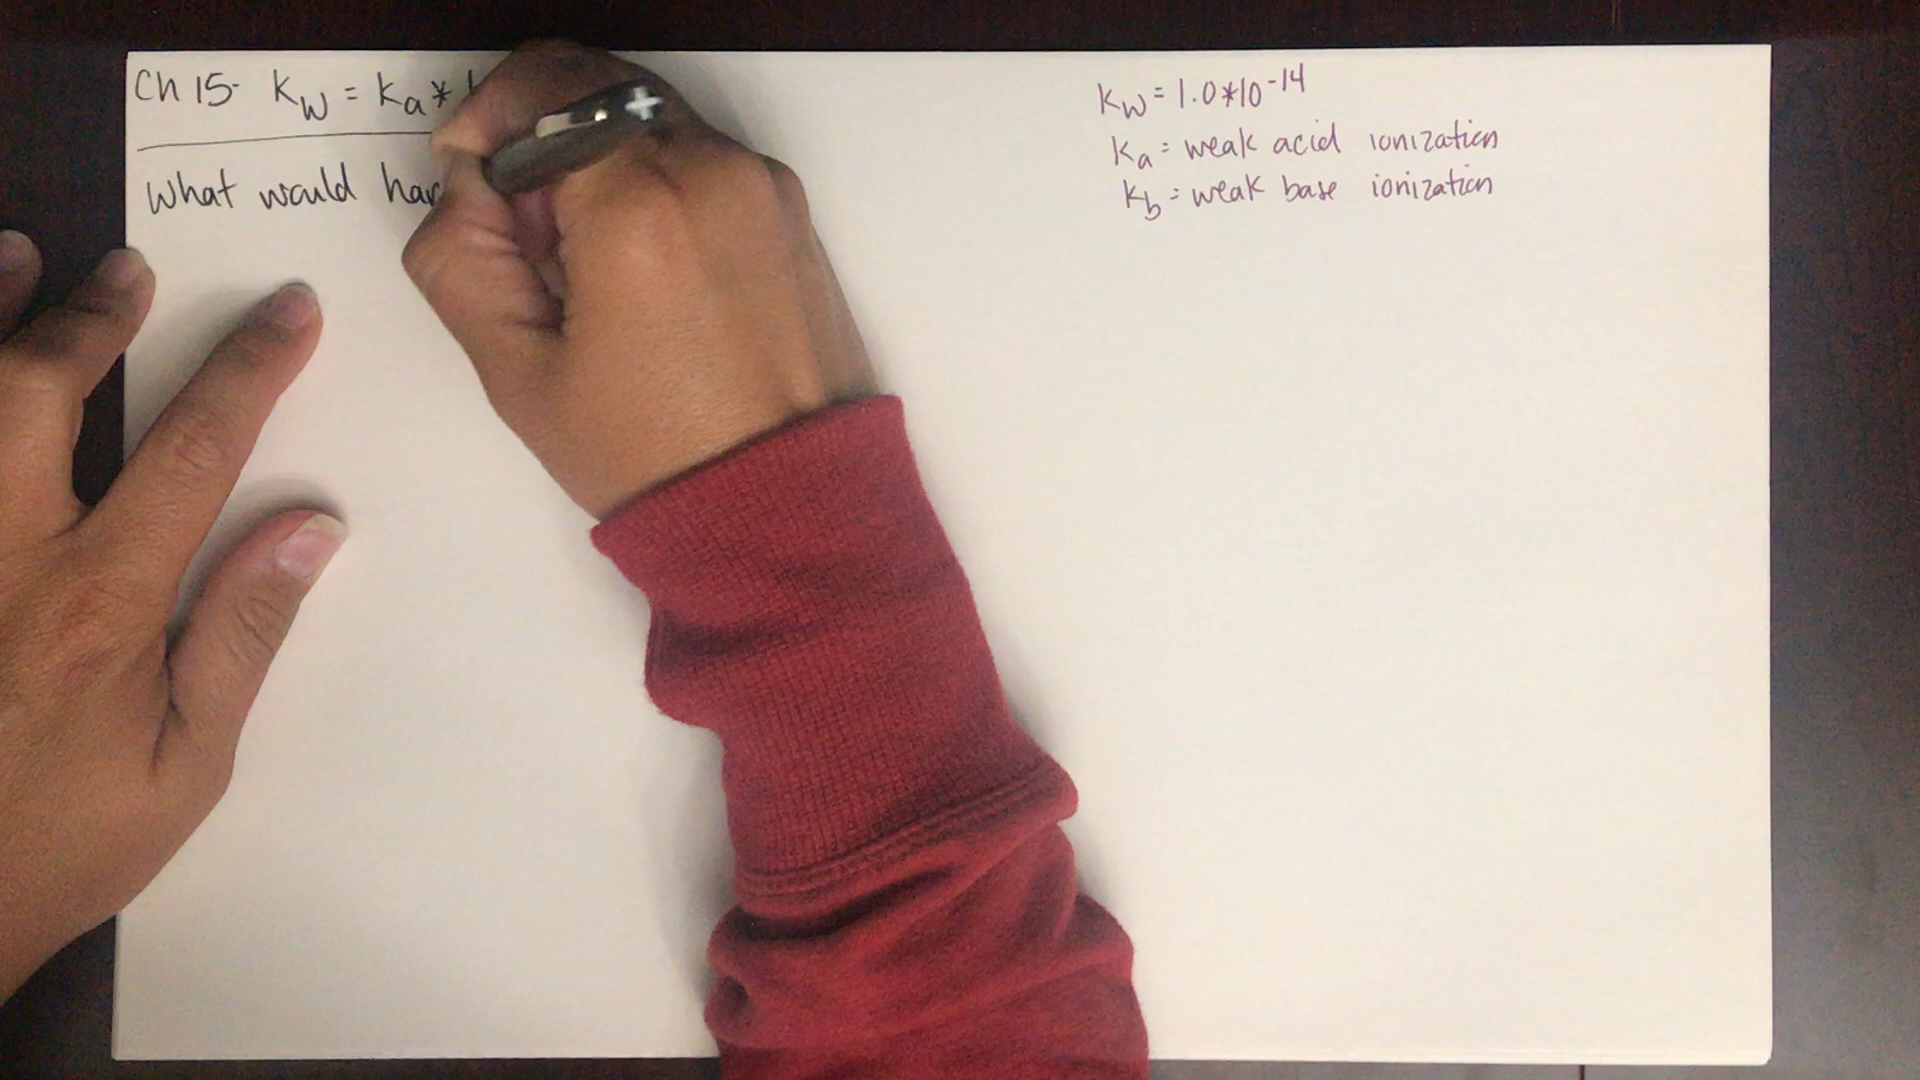 Ch 15- Kw = Ka *
What would
Kw = 1.0*10-14
Ka = weak acid ionization
Kb = weak base ionization